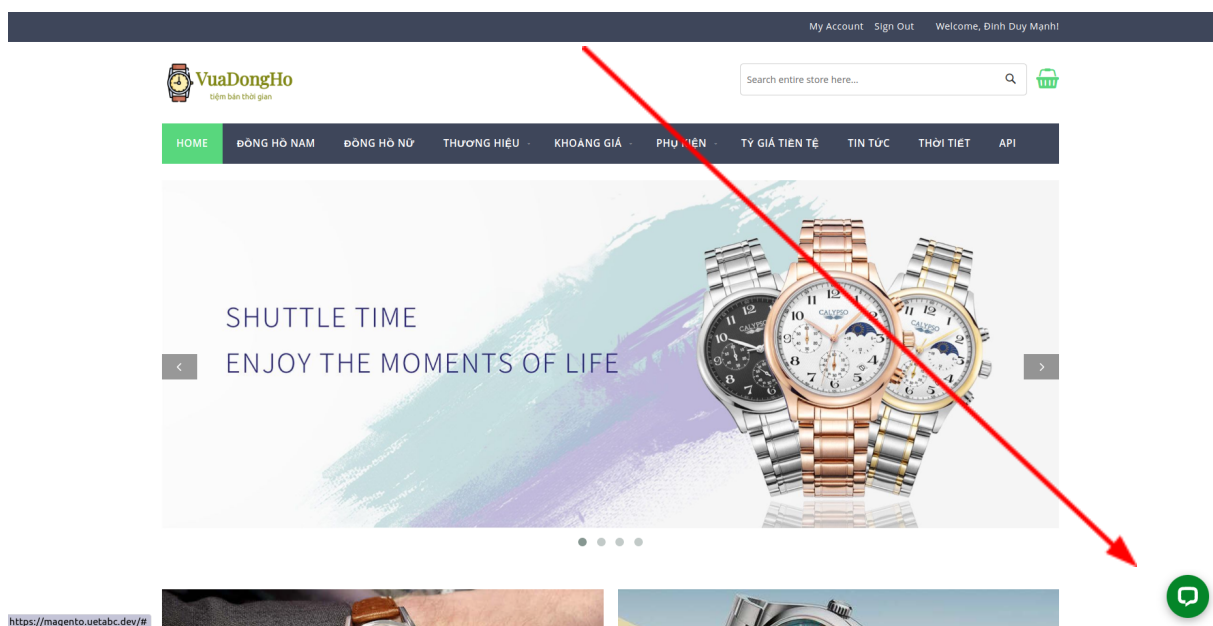 My Account Sign Out Welcome, Đinh Duy Mạnh!
VuaDongHo
tiệm bán thời gian
Search entire store here...
HOME ĐỒNG HỒ NAM ĐỒNG HỒ NỮ THƯƠNG HIỆU KHOẢNG GIÁ PHỤ KIỆN TỶ GIÁ TIỀN TỆ TIN TỨC THỜI TIẾT API
SHUTTLE TIME
ENJOY THE MOMENTS OF LIFE
CALYPSO
https://magento.uetabc.dev/#